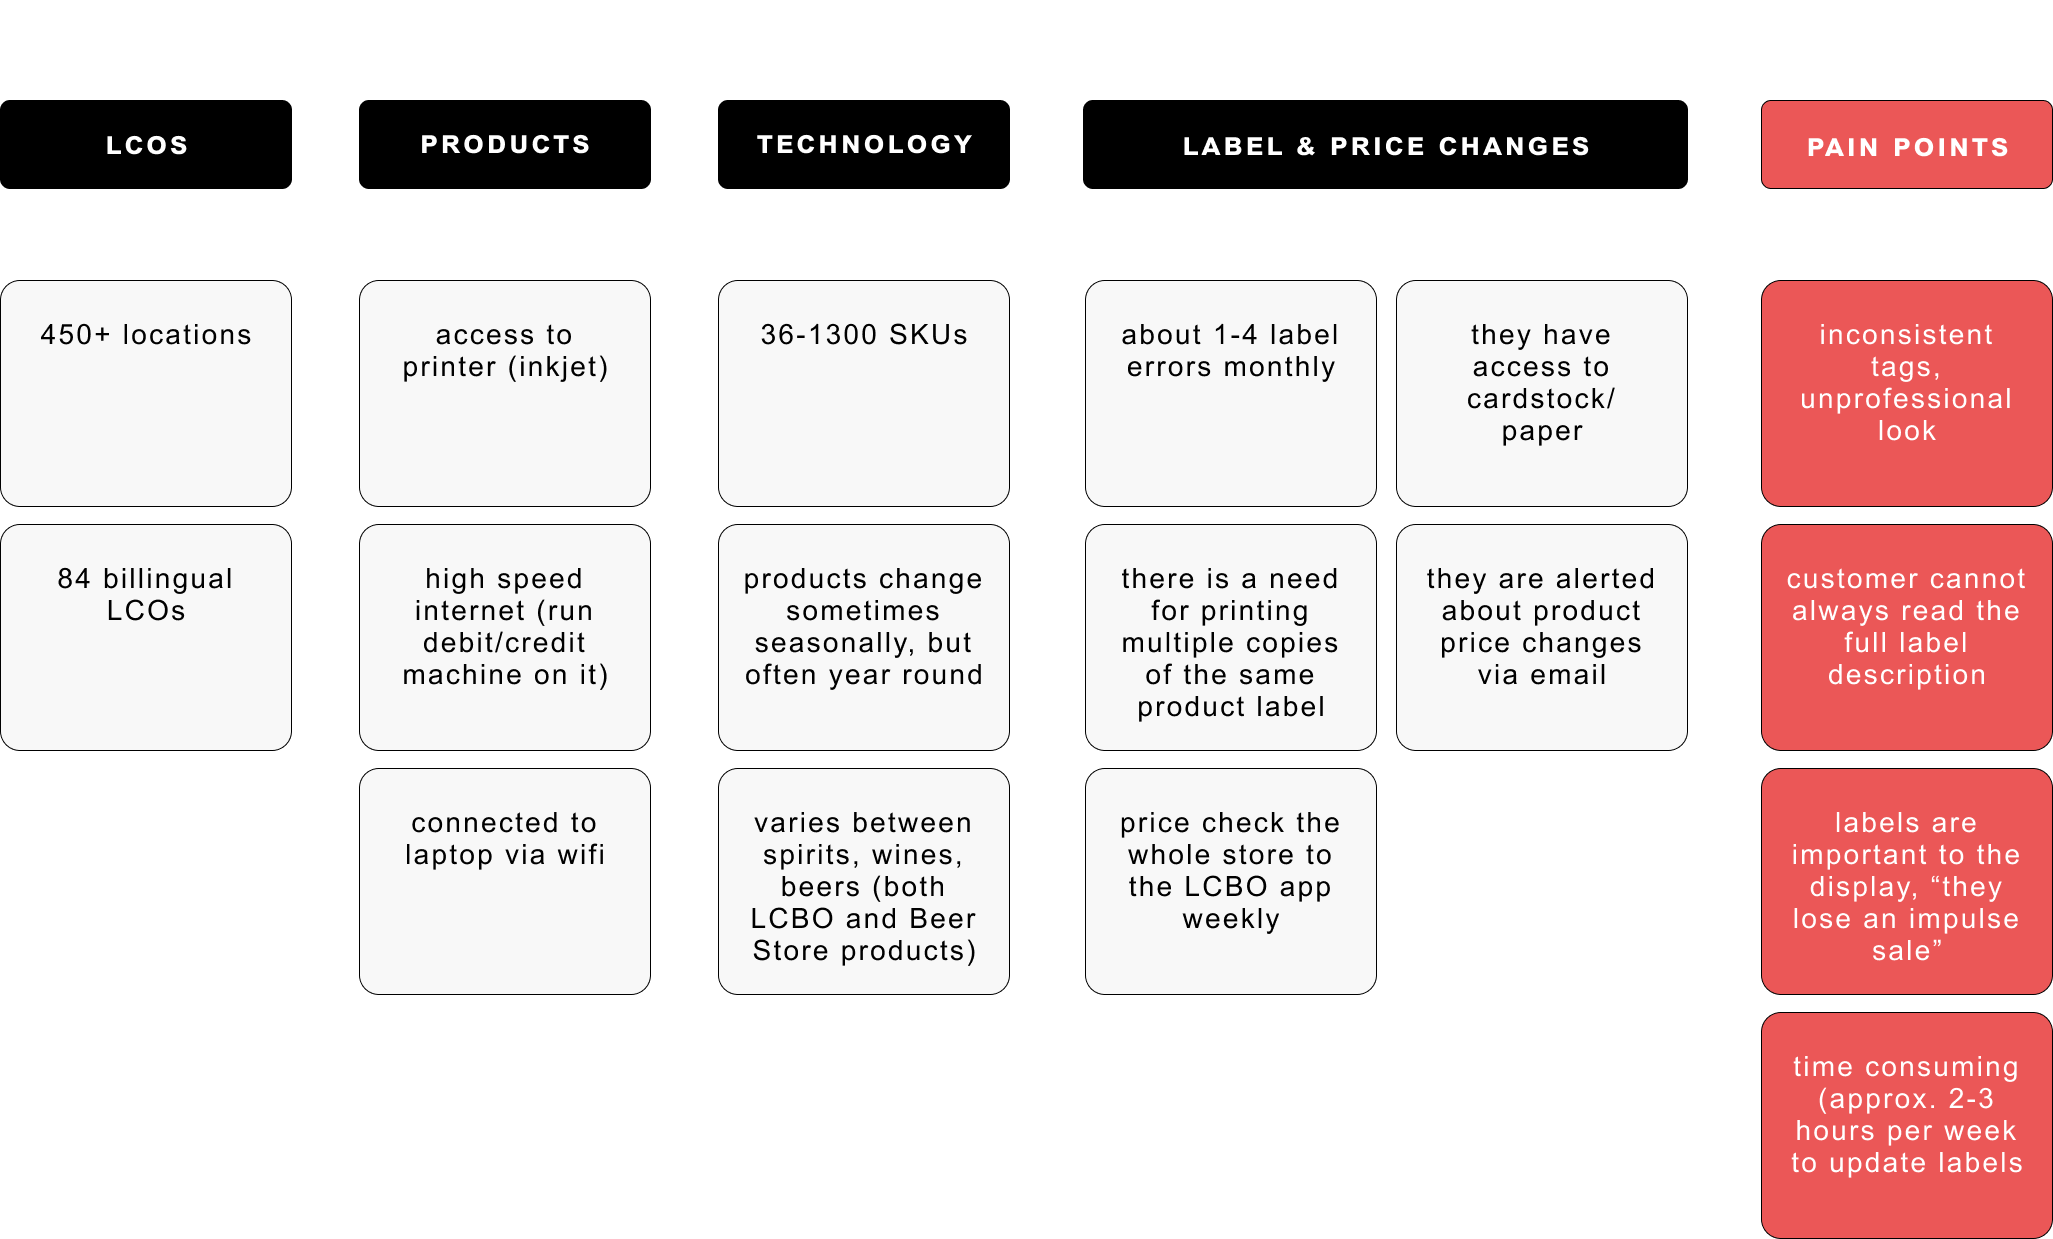 LCOS
PRODUCTS
TECHNOLOGY
LABEL & PRICE CHANGES
PAIN POINTS
450+ locations
84 billingual
LCOs
access to
printer (inkjet)
high speed
internet (run
debit/credit
machine on it)
connected to
laptop via wifi
36-1300 SKUs
products change
sometimes
seasonally, but
often year round
varies between
spirits, wines,
beers (both
LCBO and Beer
Store products)
about 1-4 label
errors monthly
there is a need
for printing
multiple copies
of the same
product label
price check the
whole store to
the LCBO app
weekly
they have
access to
cardstock/
paper
they are alerted
about product
price changes
via email
inconsistent
tags,
unprofessional
look
customer cannot
always read the
full label
description
labels are
important to the
display, “they
lose an impulse
sale”
time consuming
(approx. 2-3
hours per week
to update labels